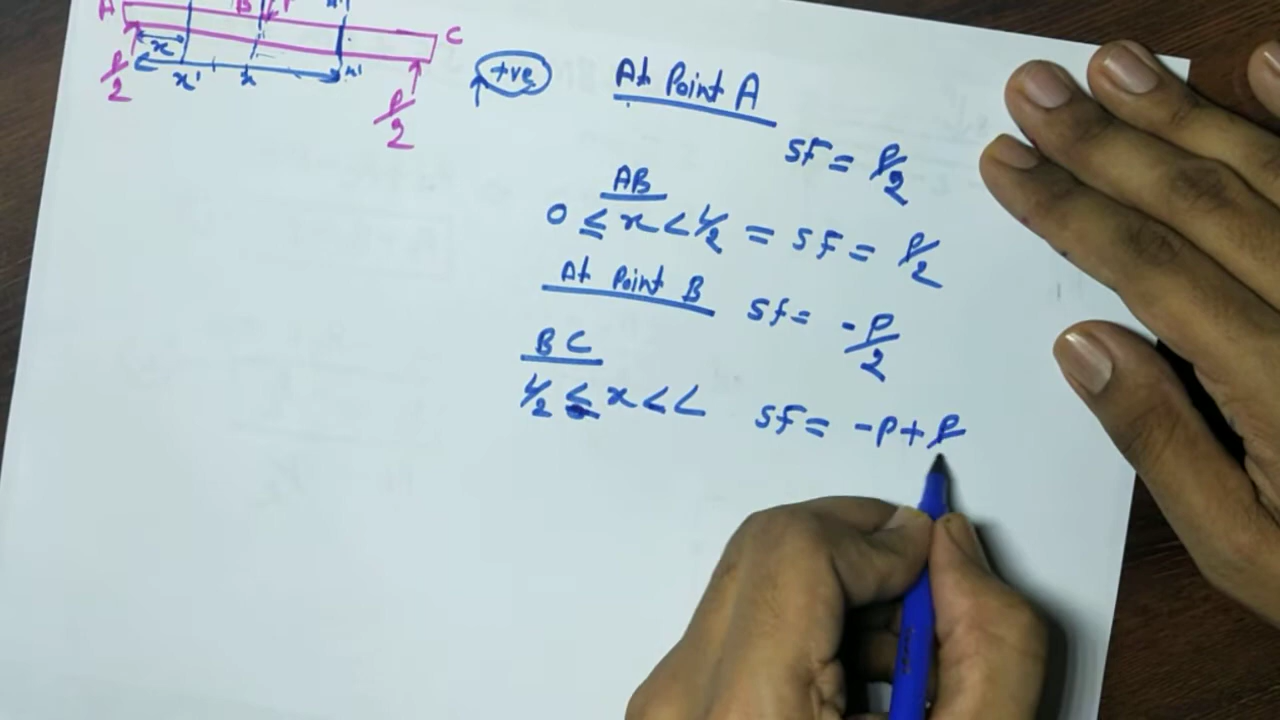 A B P
C
x
x' x x'
P/2
P/2
+ve
At Point A
SF = P/2
AB
0 ≤ x < L/2 = SF = P/2
At Point B SF = -P/2
BC
L/2 ≤ x < L SF = -P + P